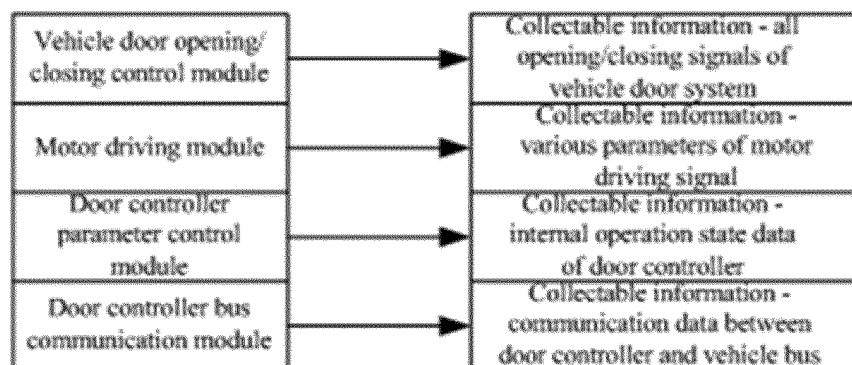 Vehicle door opening/
closing control module
Collectable information - all
opening/closing signals of
vehicle door system
Motor driving module
Collectable information -
various parameters of motor
driving signal
Door controller
parameter control
module
Collectable information -
internal operation state data
of door controller
Door controller bus
communication module
Collectable information -
communication data between
door controller and vehicle bus